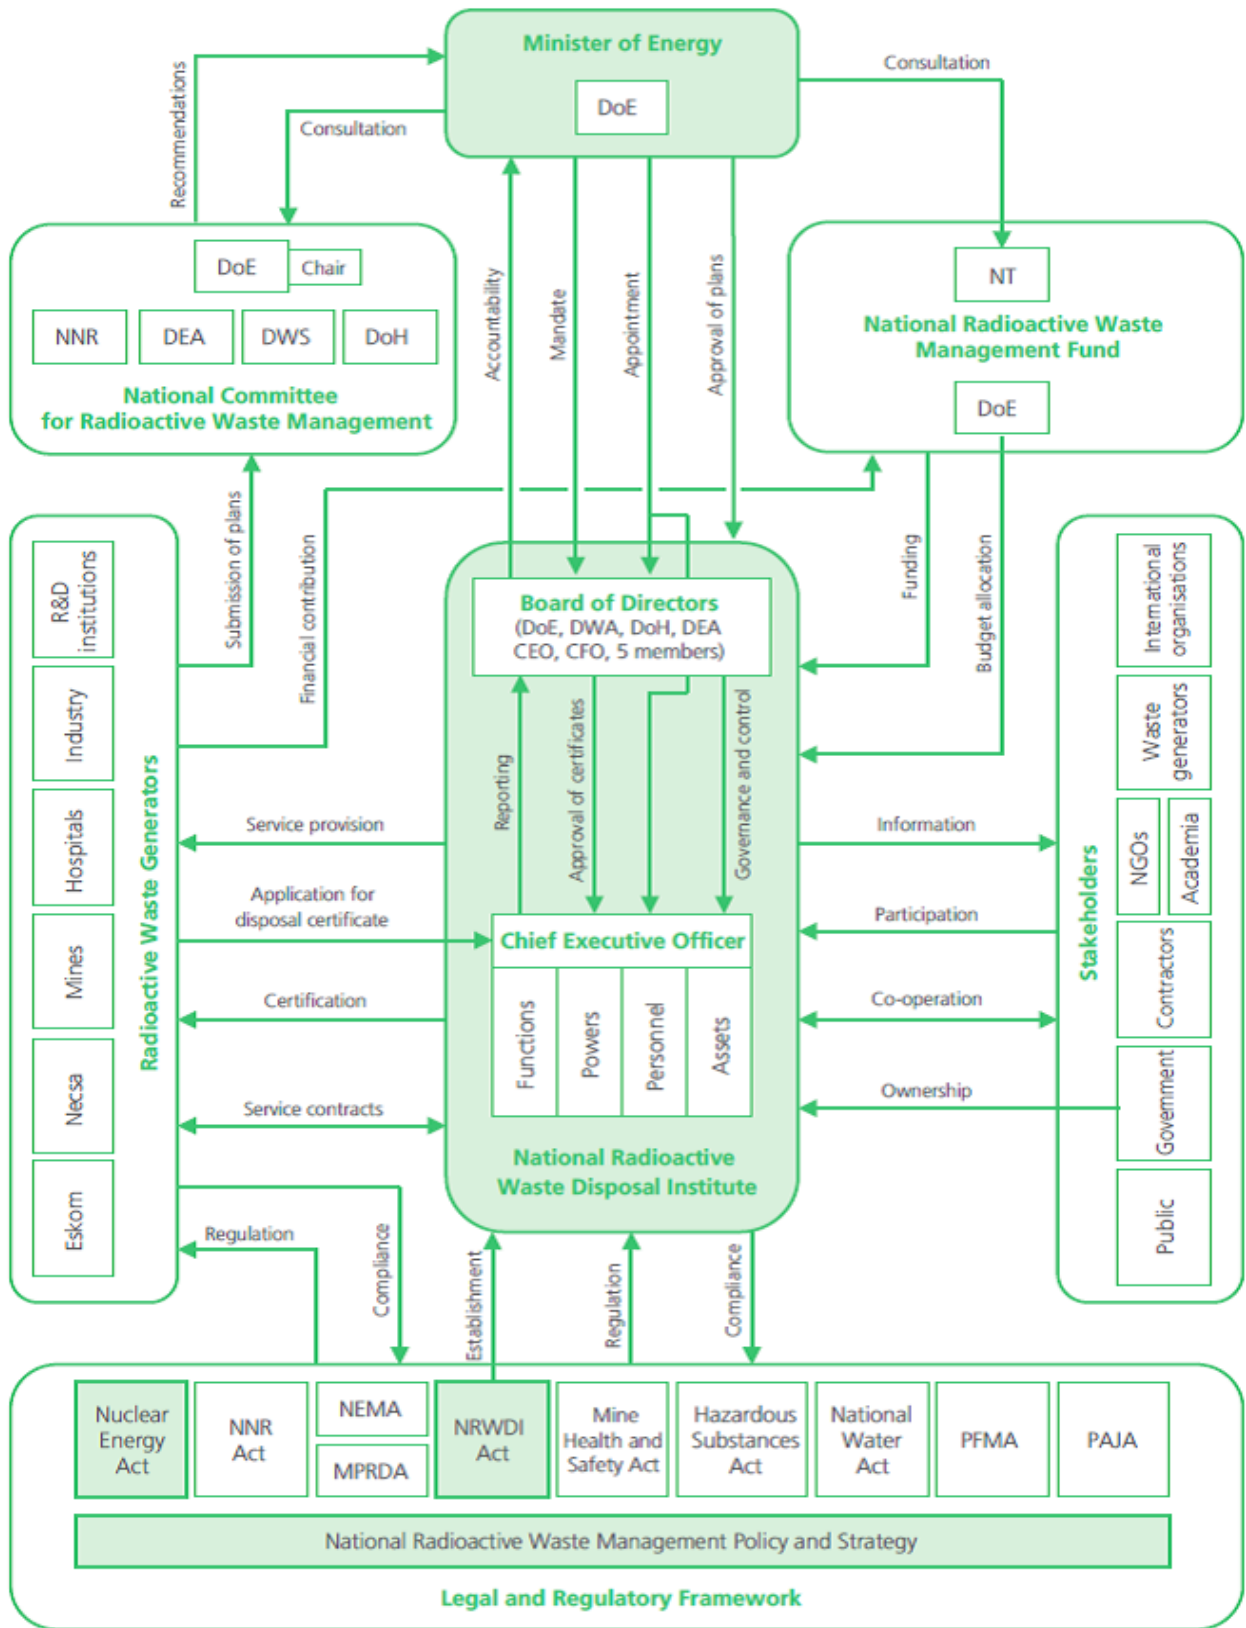 Minister of Energy
DoE
Consultation
Consultation
Recommendations
DoE
Chair
NNR
DEA
DWS
DoH
National Committee
for Radioactive Waste Management
NT
National Radioactive Waste
Management Fund
DoE
Accountability
Mandate
Appointment
Approval of plans
Submission of plans
Financial contribution
Funding
Budget allocation
Radioactive Waste Generators
R&D
institutions
Industry
Hospitals
Mines
Necsa
Eskom
Board of Directors
(DoE, DWA, DoH, DEA
CEO, CFO, 5 members)
Reporting
Approval of certificates
Governance and control
Service provision
Application for
disposal certificate
Certification
Service contracts
Chief Executive Officer
Functions
Powers
Personnel
Assets
National Radioactive
Waste Disposal Institute
Information
Participation
Co-operation
Ownership
Stakeholders
International
organisations
Waste
generators
NGOs
Academia
Contractors
Government
Public
Regulation
Compliance
Establishment
Regulation
Compliance
Nuclear
Energy
Act
NNR
Act
NEMA
MPRDA
NRWDI
Act
Mine
Health and
Safety Act
Hazardous
Substances
Act
National
Water
Act
PFMA
PAJA
National Radioactive Waste Management Policy and Strategy
Legal and Regulatory Framework